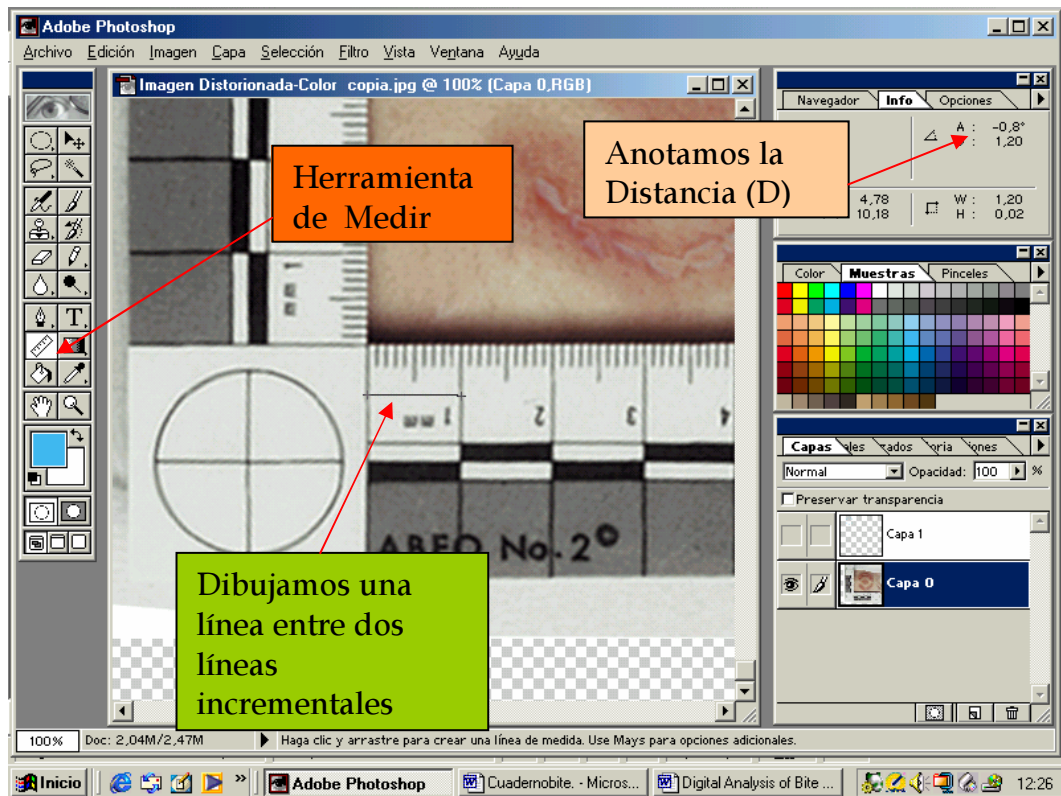 Adobe Photoshop
Archivo Edición Imagen Capa Selección Filtro Vista Ventana Ayuda
Imagen Distorionada-Color copia.jpg @ 100% (Capa 0,RGB)
Navegador Info Opciones
A : -0,8°
: 1,20
4,78 W : 1,20
10,18 H : 0,02
Herramienta
de Medir
Anotamos la
Distancia (D)
mm 1
Color Muestras Pinceles
mm 1 2 3 4
ABFO No. 2©
Dibujamos una
línea entre dos
líneas
incrementales
Capas
Normal Opacidad: 100 %
Preservar transparencia
Capa 1
Capa 0
T
100% Doc: 2,04M/2,47M Haga clic y arrastre para crear una línea de medida. Use Mays para opciones adicionales.
Inicio » Adobe Photoshop Cuadernobite. - Micros... Digital Analysis of Bite ... 12:26